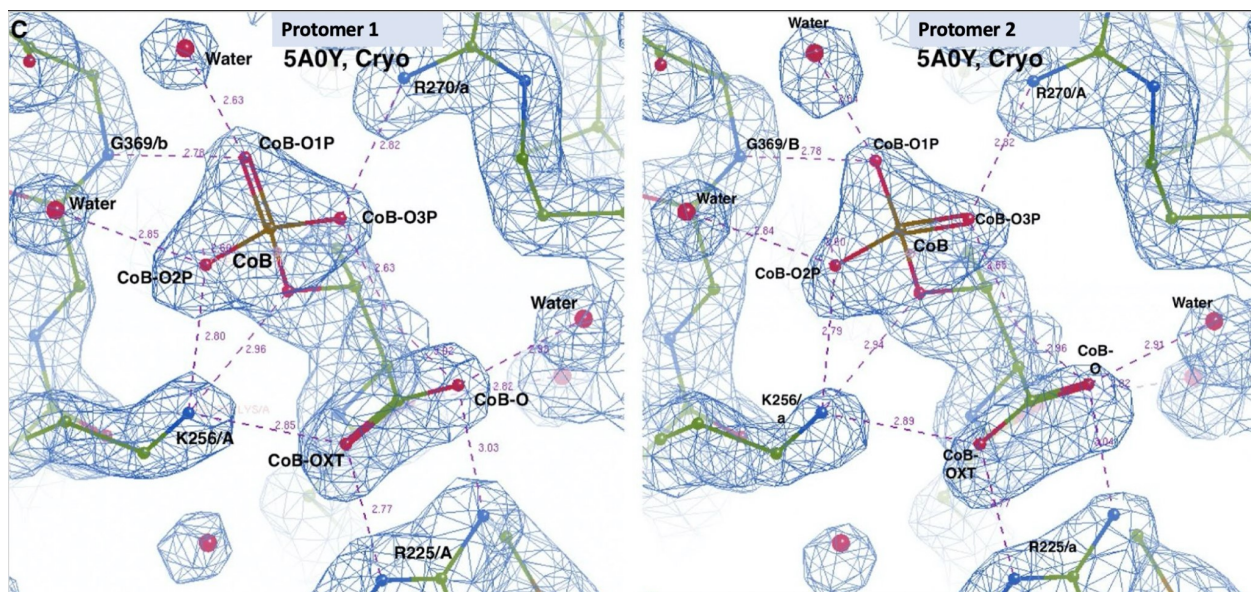 C
Protomer 1
5A0Y, Cryo
Water
R270/a
2.63
G369/b
2.78
CoB-O1P
2.82
Water
CoB-O3P
2.85
CoB
CoB-O2P
2.63
Water
2.80
2.96
2.82
CoB-O
K256/A
LYS/A
2.85
CoB-OXT
3.03
2.77
R225/A
Protomer 2
5A0Y, Cryo
Water
R270/A
G369/B
2.78
CoB-O1P
2.82
Water
CoB-O3P
2.84
CoB
CoB-O2P
Water
2.79
2.94
2.96
CoB-
O
2.91
K256/
a
2.89
CoB-
OXT
R225/a